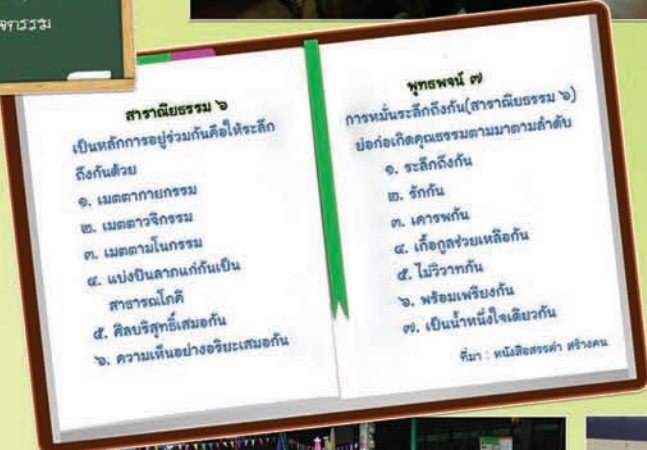 สาราณียธรรม ๖
เป็นหลักการอยู่ร่วมกันคือให้ระลึก
ถึงกันด้วย
๑. เมตตากายกรรม
๒. เมตตาวจีกรรม
๓. เมตตามโนกรรม
๔. แบ่งปันลาภแก่กันเป็น
สาธารณโภคี
๕. ศีลบริสุทธิ์เสมอกัน
๖. ความเห็นอย่างอริยะเสมอกัน
พุทธพจน์ ๗
การหมั่นระลึกถึงกัน(สาราณียธรรม ๖)
ย่อก่อเกิดคุณธรรมตามมาตามลำดับ
๑. ระลึกถึงกัน
๒. รักกัน
๓. เคารพกัน
๔. เกื้อกูลช่วยเหลือกัน
๕. ไม่วิวาทกัน
๖. พร้อมเพรียงกัน
๗. เป็นน้ำหนึ่งใจเดียวกัน
ที่มา : หนังสือสรรคำ สร้างคน